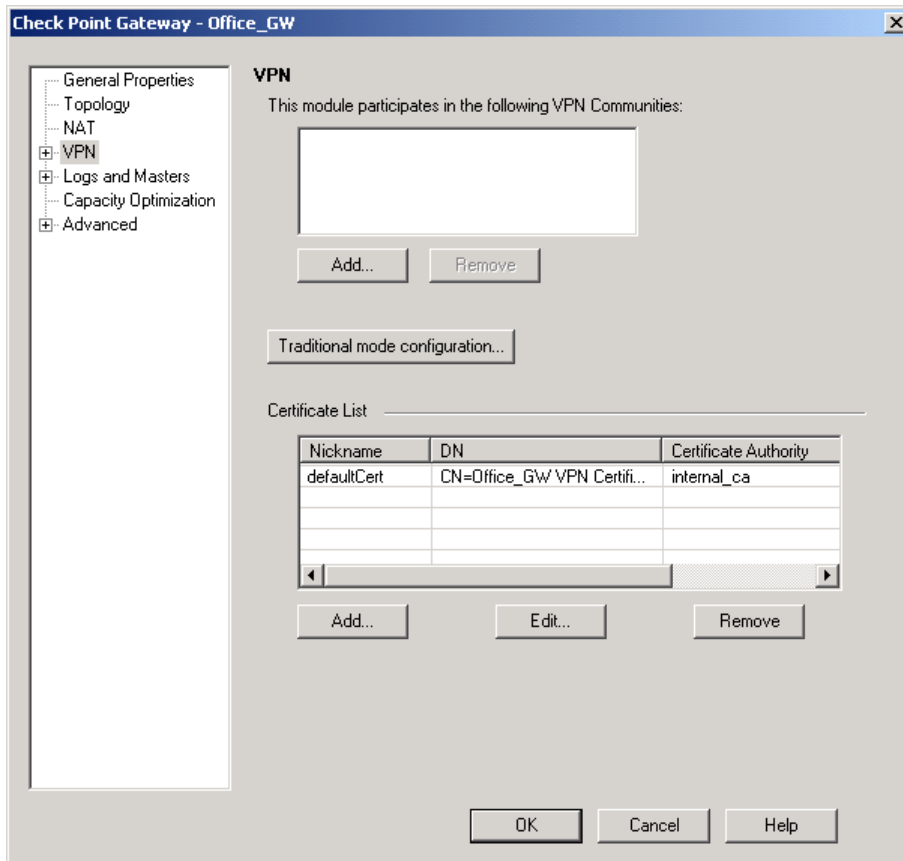 Check Point Gateway - Office_GW
General Properties
Topology
NAT
VPN
Logs and Masters
Capacity Optimization
Advanced
VPN
This module participates in the following VPN Communities:
Add...
Remove
Traditional mode configuration...
Certificate List
Nickname DN Certificate Authority
defaultCert CN=Office_GW VPN Certifi... internal_ca
Add... Edit... Remove
OK Cancel Help